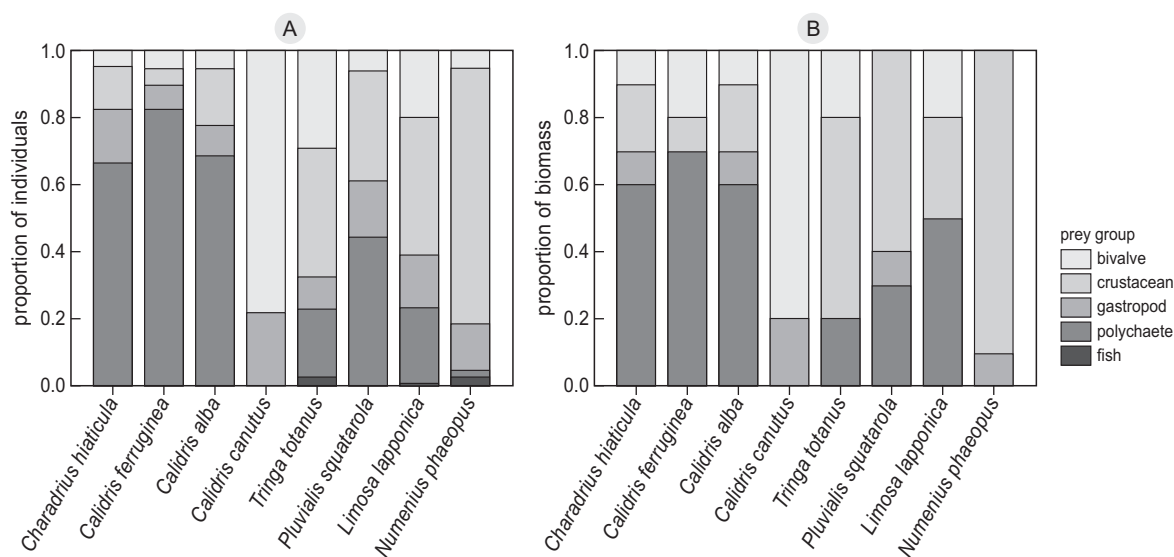 A
B
proportion of individuals
1.0
0.8
0.6
0.4
0.2
0.0
Charadrius hiaticula
Calidris ferruginea
Calidris alba
Calidris canutus
Tringa totanus
Pluvialis squatarola
Limosa lapponica
Numenius phaeopus
proportion of biomass
1.0
0.8
0.6
0.4
0.2
0.0
Charadrius hiaticula
Calidris ferruginea
Calidris alba
Calidris canutus
Tringa totanus
Pluvialis squatarola
Limosa lapponica
Numenius phaeopus
prey group
bivalve
crustacean
gastropod
polychaete
fish